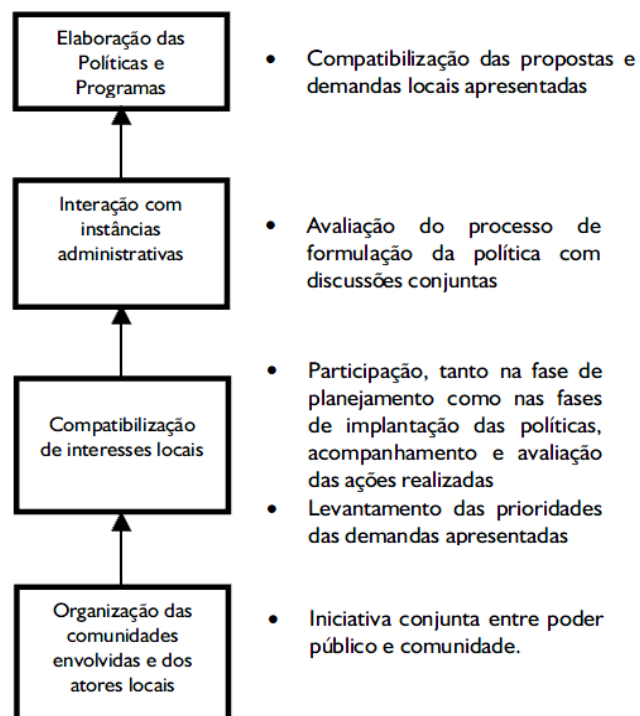 Elaboração das
Políticas e
Programas
• Compatibilização das propostas e
demandas locais apresentadas
Interação com
instâncias
administrativas
• Avaliação do processo de
formulação da política com
discussões conjuntas
Compatibilização
de interesses locais
• Participação, tanto na fase de
planejamento como nas fases
de implantação das políticas,
acompanhamento e avaliação
das ações realizadas
• Levantamento das prioridades
das demandas apresentadas
Organização das
comunidades
envolvidas e dos
atores locais
• Iniciativa conjunta entre poder
público e comunidade.